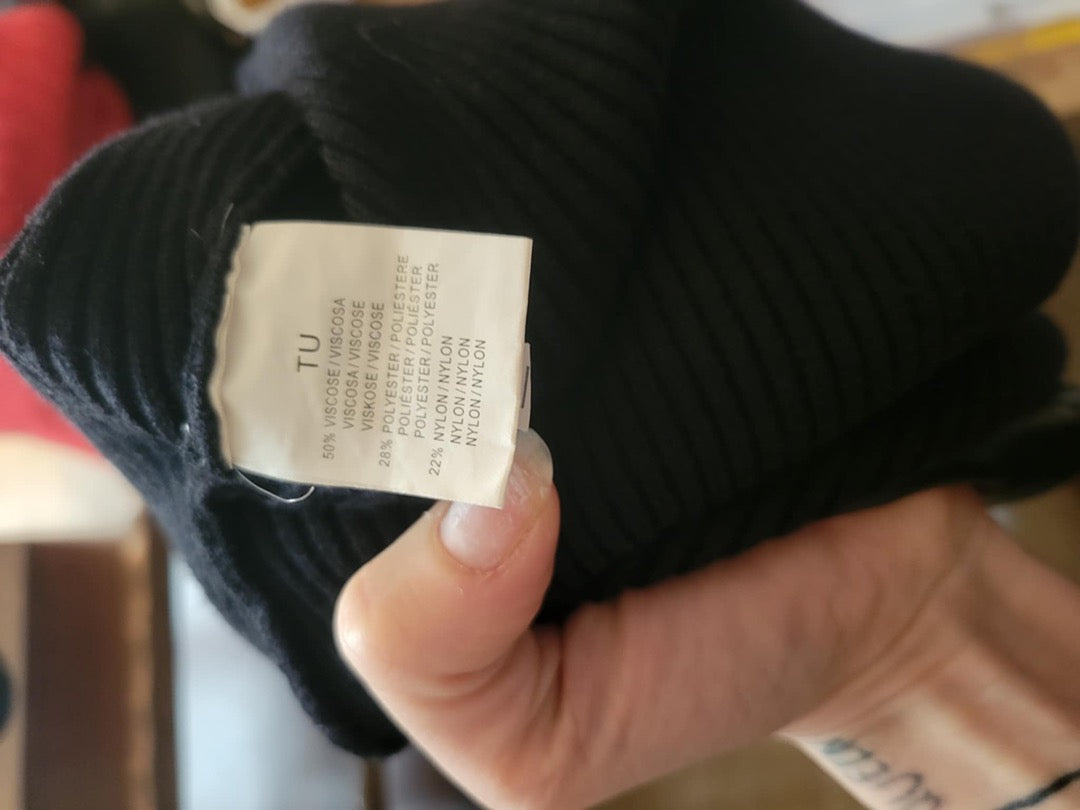 TU
50% VISCOSE/VISCOSA
VISCOSA/VISCOSE
VISKOSE/VISCOSE
28% POLYESTER/POLIESTERE
POLIÉSTER/POLIÉSTER
POLYESTER/POLYESTER
22% NYLON/NYLON
NYLON/NYLON
NYLON/NYLON